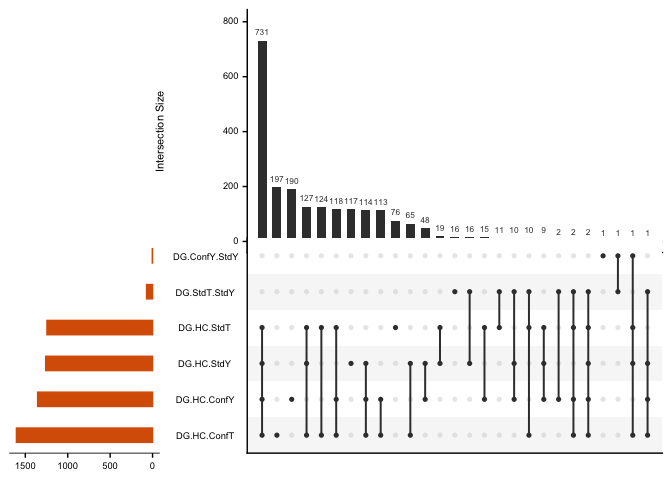 800
731
600
Intersection Size
400
200
197 190
127 124 118 117 114 113
76 65 48 19 16 16 15 11 10 10 9 2 2 2 1 1 1 1
0
DG.ConfY.StdY
DG.StdT.StdY
DG.HC.StdT
DG.HC.StdY
DG.HC.ConfY
DG.HC.ConfT
1500 1000 500 0